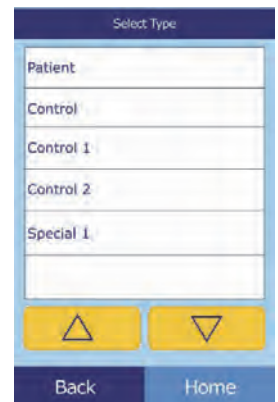 Select Type
Patient
Control
Control 1
Control 2
Special 1
Back Home